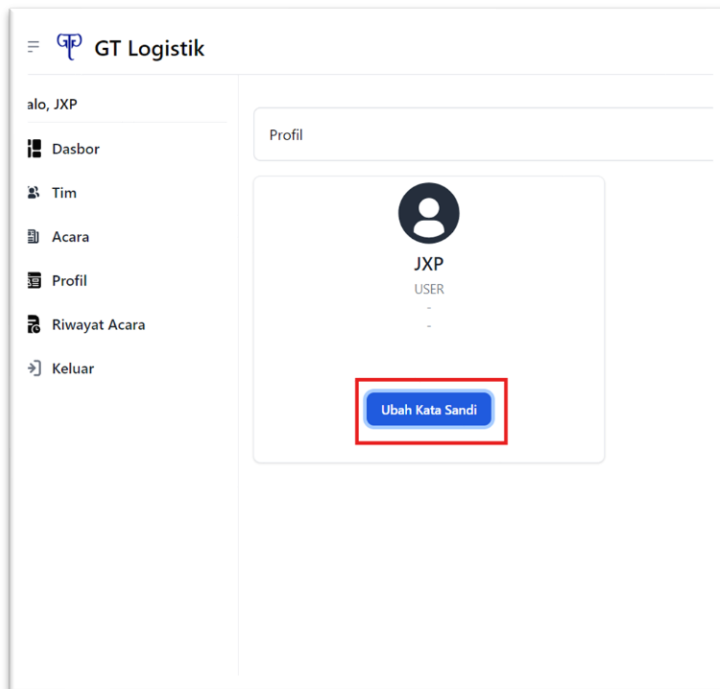 GT Logistik
alo, JXP
Dasbor
Tim
Acara
Profil
Riwayat Acara
Keluar
Profil
JXP
USER
-
-
Ubah Kata Sandi